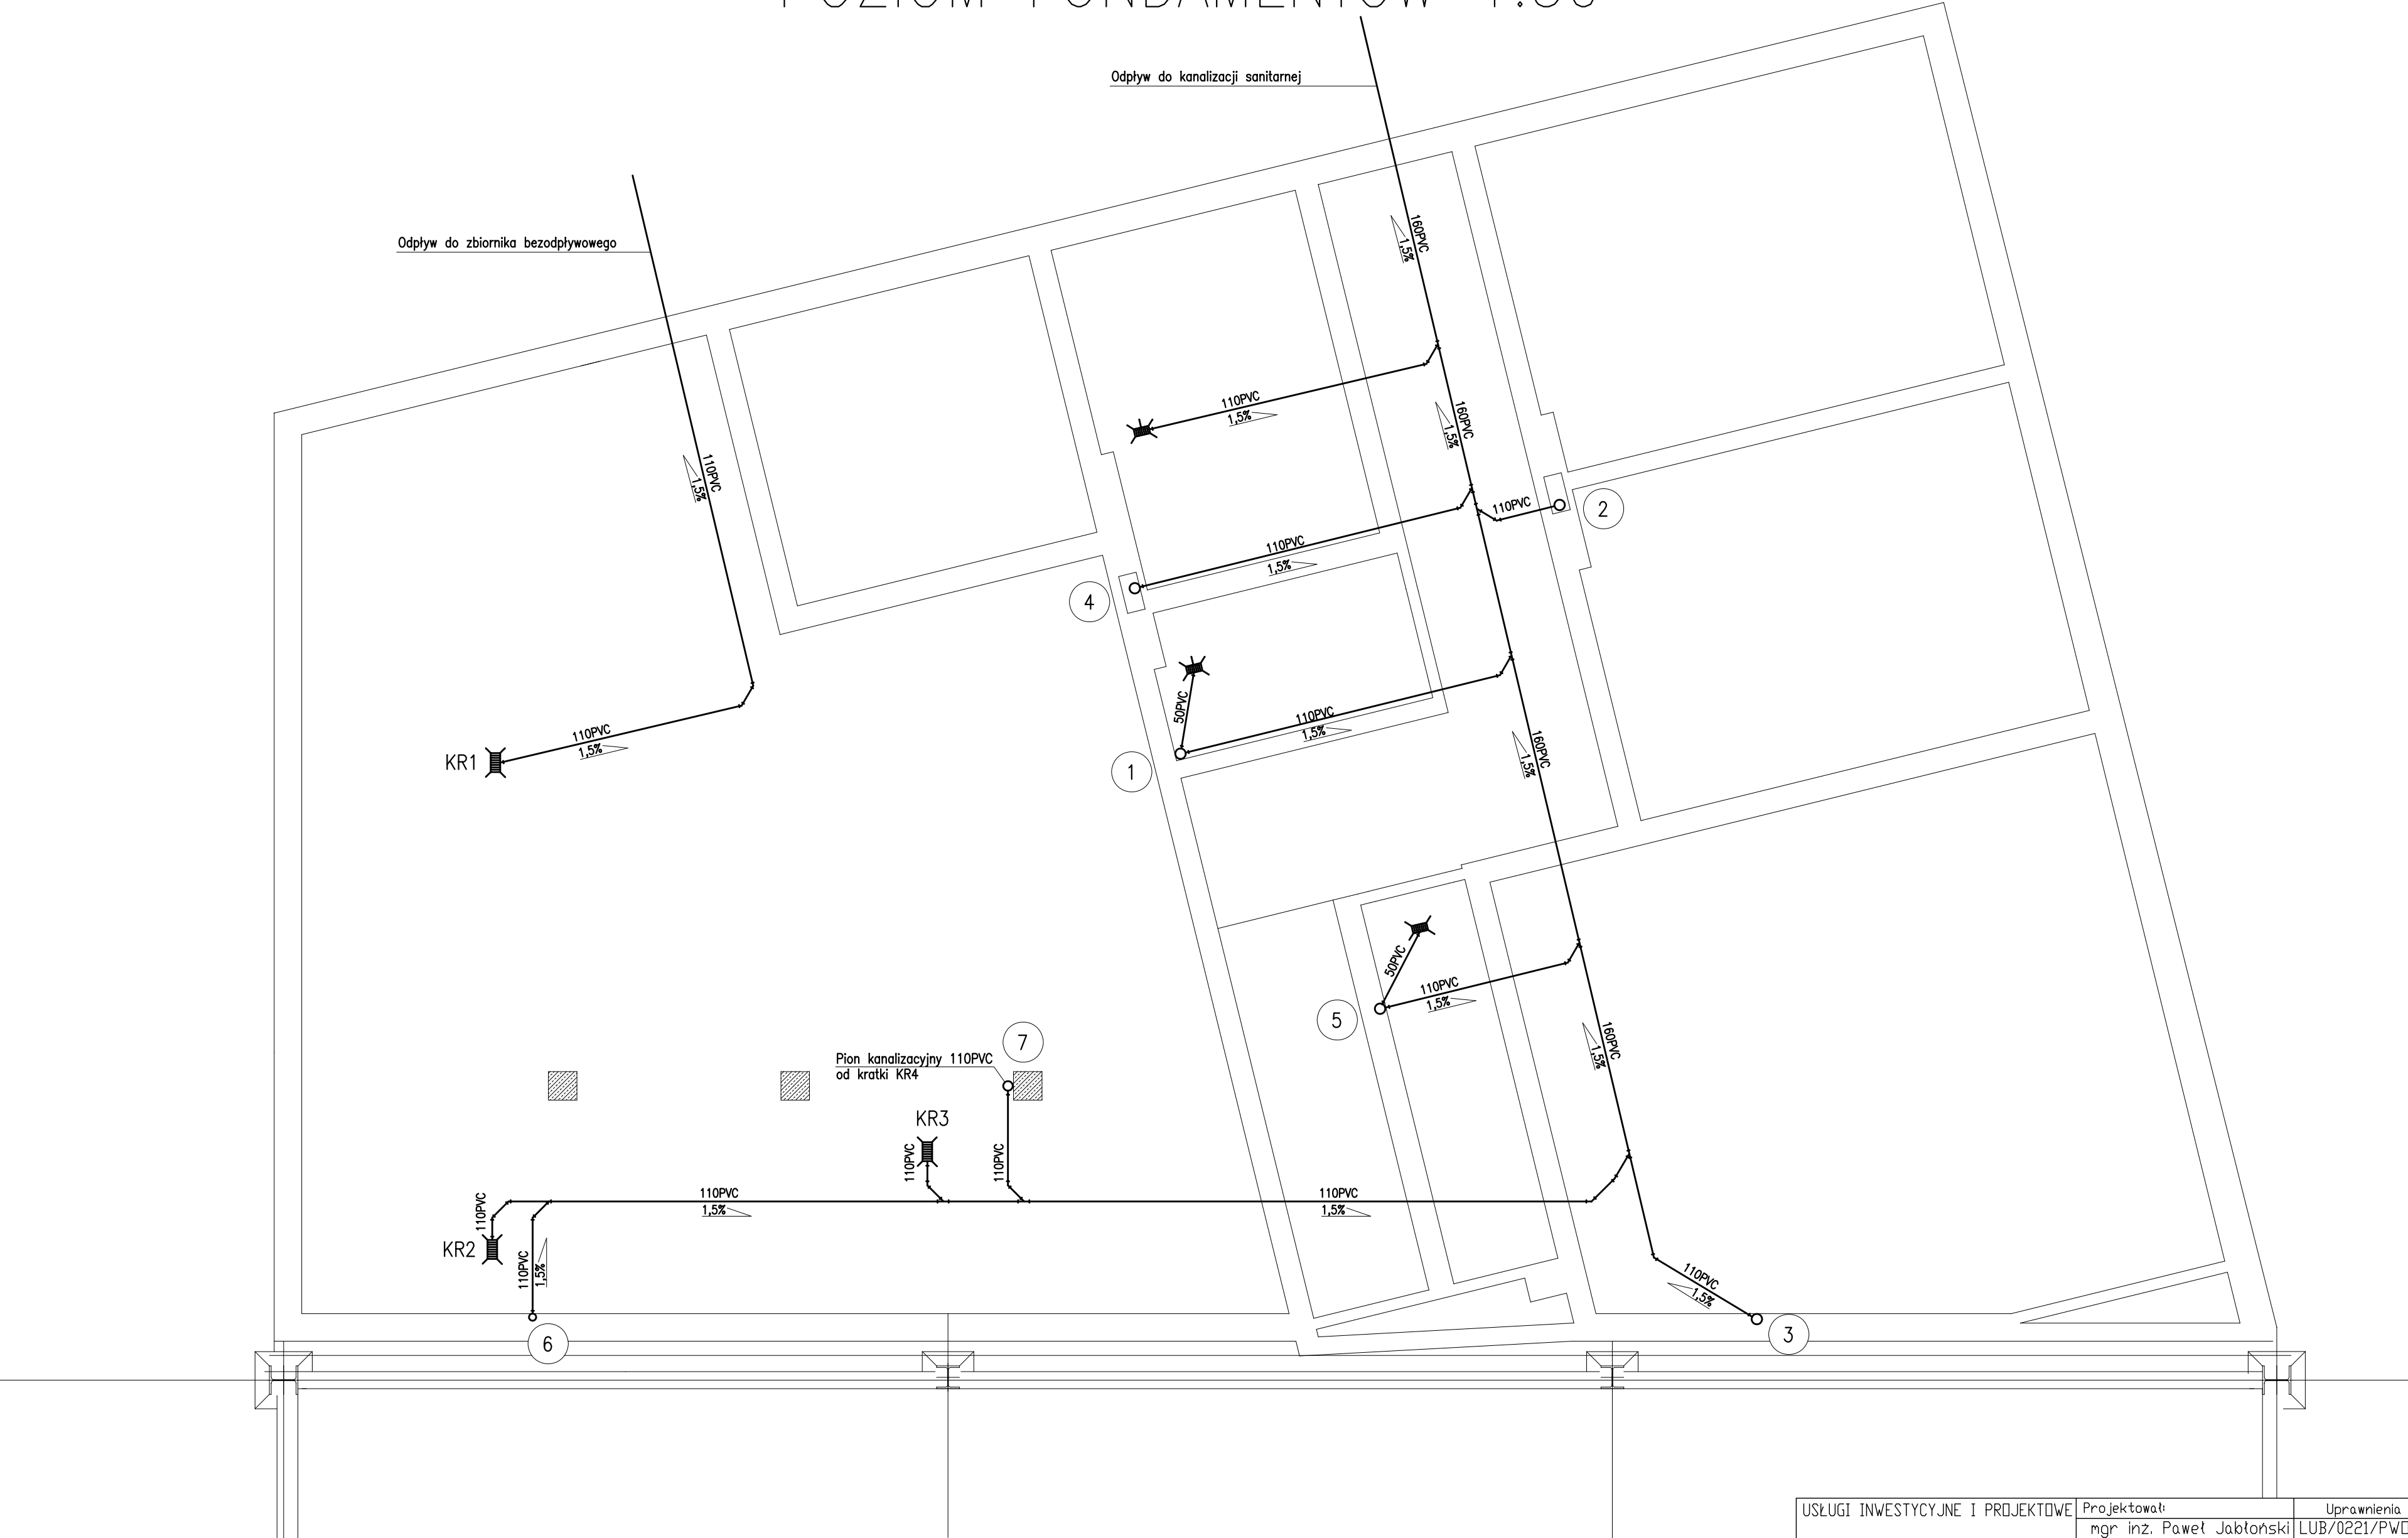 Odpływ do kanalizacji sanitarnej
Odpływ do zbiornika bezodpływowego
160PVC
1,5%
110PVC
1,5%
160PVC
1,5%
110PVC
1,5%
110PVC
2
110PVC
1,5%
4
50PVC
110PVC
1,5%
1
110PVC
1,5%
KR1
160PVC
1,5%
50PVC
110PVC
1,5%
5
160PVC
1,5%
7
Pion kanalizacyjny 110PVC
od kratki KR4
KR3
110PVC
110PVC
110PVC
110PVC
1,5%
110PVC
1,5%
KR2
110PVC
1,5%
6
110PVC
1,5%
3
USŁUGI INWESTYCYJNE I PROJEKTOWE
Projektował:
Uprawnienia
mgr inż. Paweł Jabłoński
LUB/0221/PWO